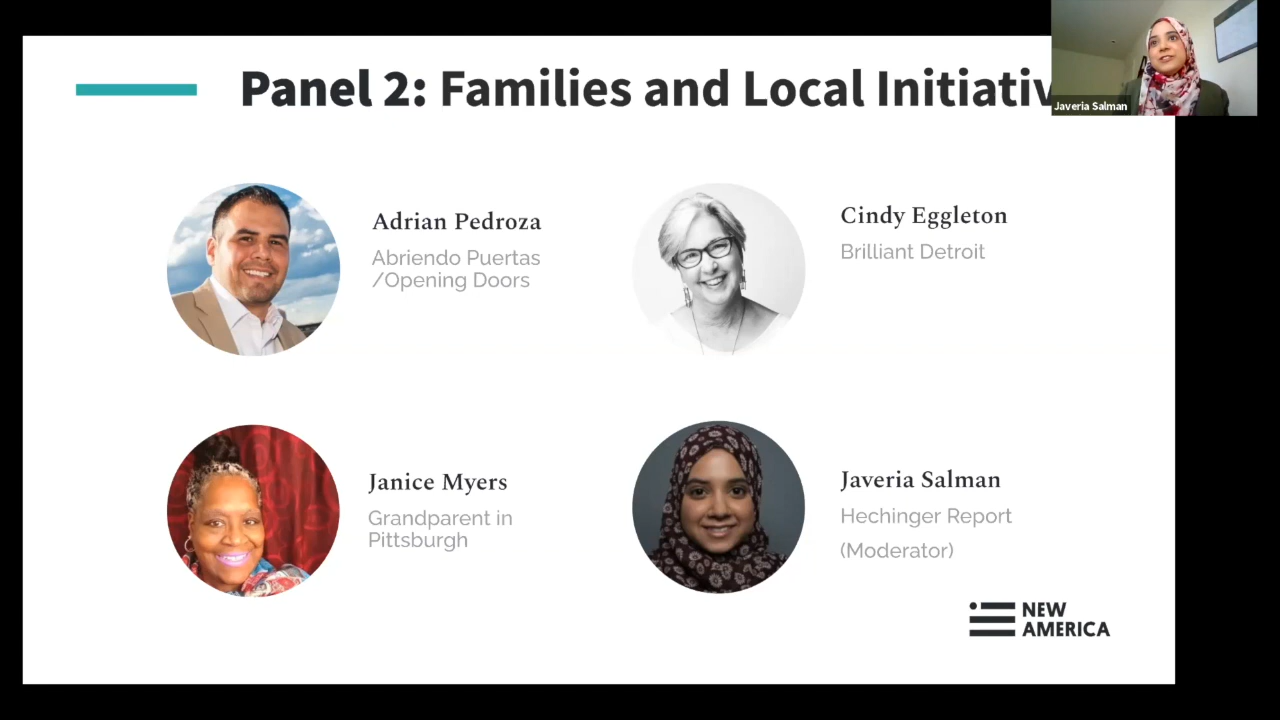 Panel 2: Families and Local Initiativ
Javeria Salman
Adrian Pedroza
Abriendo Puertas
/Opening Doors
Cindy Eggleton
Brilliant Detroit
Janice Myers
Grandparent in
Pittsburgh
Javeria Salman
Hechinger Report
(Moderator)
NEW
AMERICA